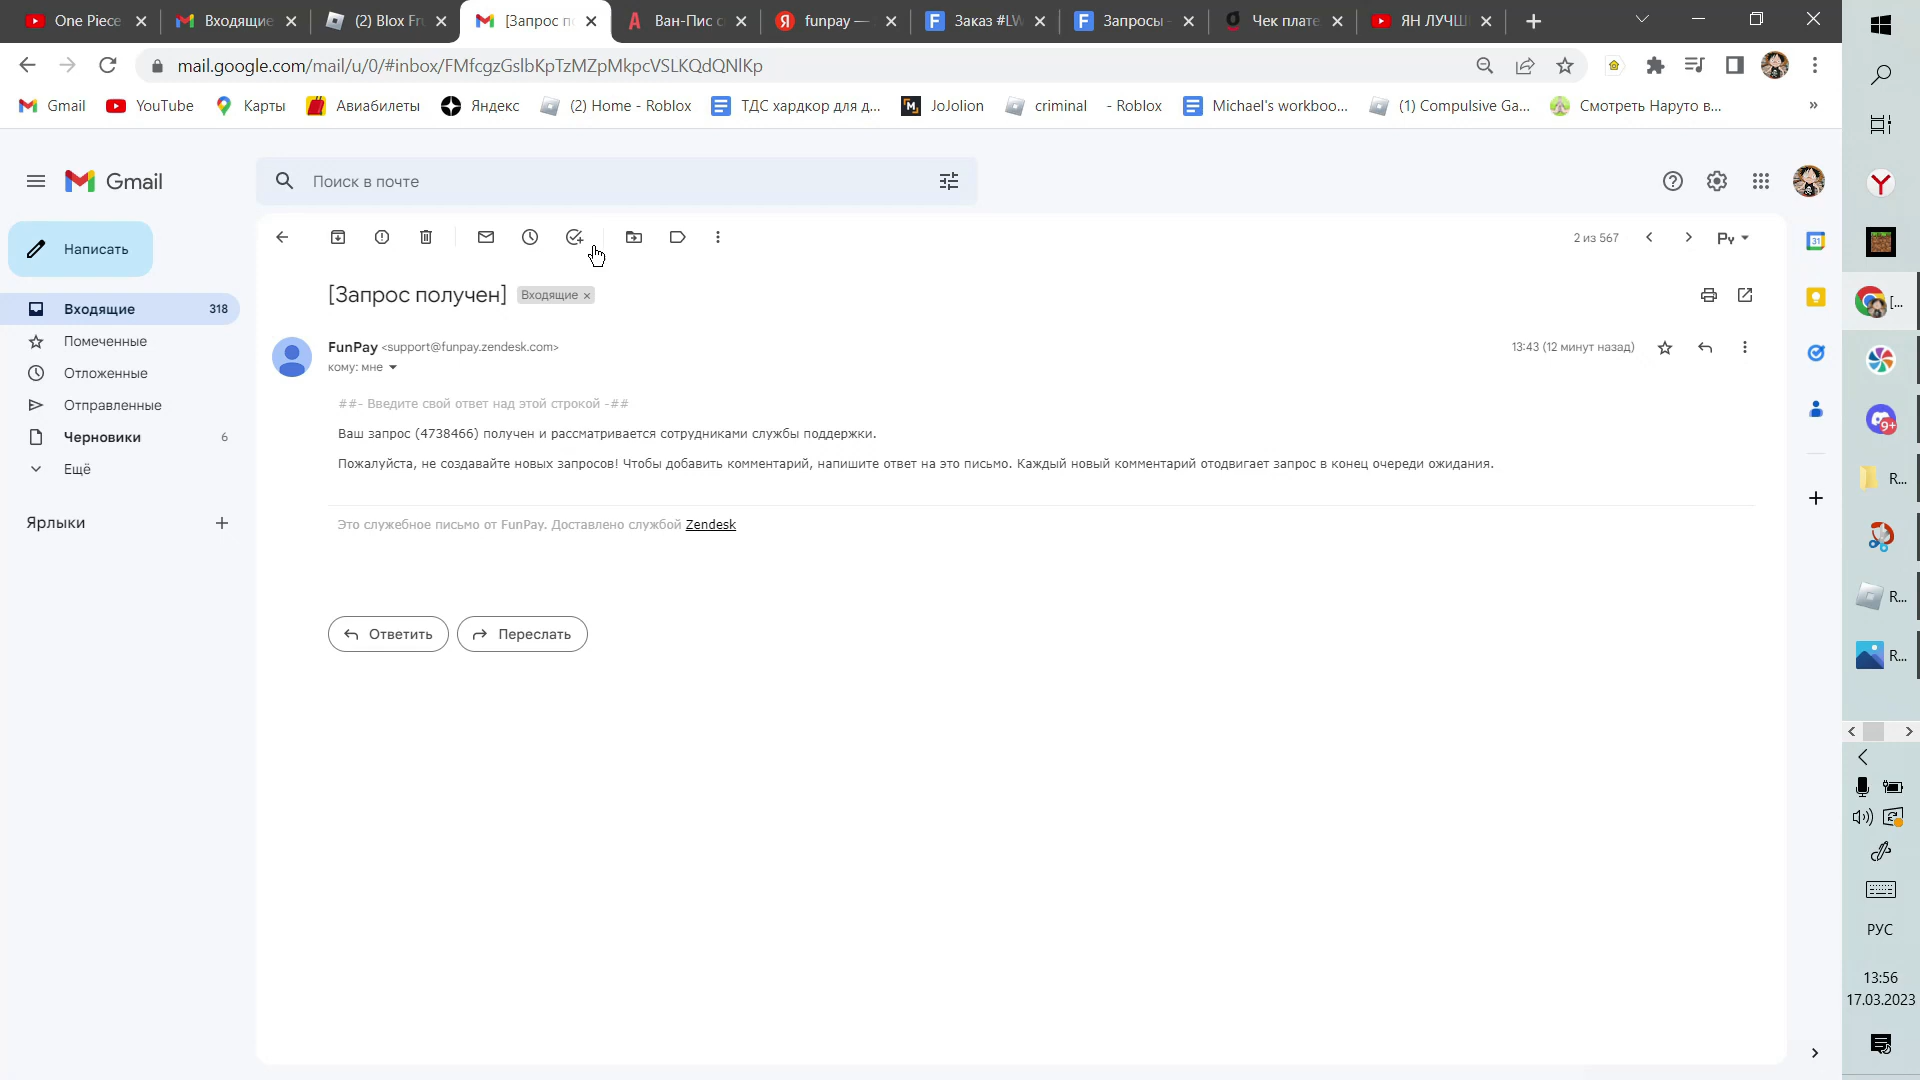 One Piece
Входящие
(2) Blox Fr
[Запрос п
Ван-Пис с
funpay —
Заказ #LW
Запросы -
Чек плате
ЯН ЛУЧШ
mail.google.com/mail/u/0/#inbox/FMfcgzGslbKpTzMZpMkpcVSLKQdQNlKp
Gmail
YouTube
Карты
Авиабилеты
Яндекс
(2) Home - Roblox
ТДС хардкор для д...
JoJolion
criminal - Roblox
Michael's workboo...
(1) Compulsive Ga...
Смотреть Наруто в...
»
Gmail
Поиск в почте
Написать
2 из 567
Ру
[Запрос получен]
Входящие ×
Входящие 318
Помеченные
Отложенные
Отправленные
Черновики 6
Ещё
Ярлыки
FunPay <support@funpay.zendesk.com>
13:43 (12 минут назад)
кому: мне
##- Введите свой ответ над этой строкой -##
Ваш запрос (4738466) получен и рассматривается сотрудниками службы поддержки.
Пожалуйста, не создавайте новых запросов! Чтобы добавить комментарий, напишите ответ на это письмо. Каждый новый комментарий отодвигает запрос в конец очереди ожидания.
Это служебное письмо от FunPay. Доставлено службой Zendesk
Ответить
Переслать
31
[...
9+
R...
R...
R...
РУС
13:56
17.03.2023